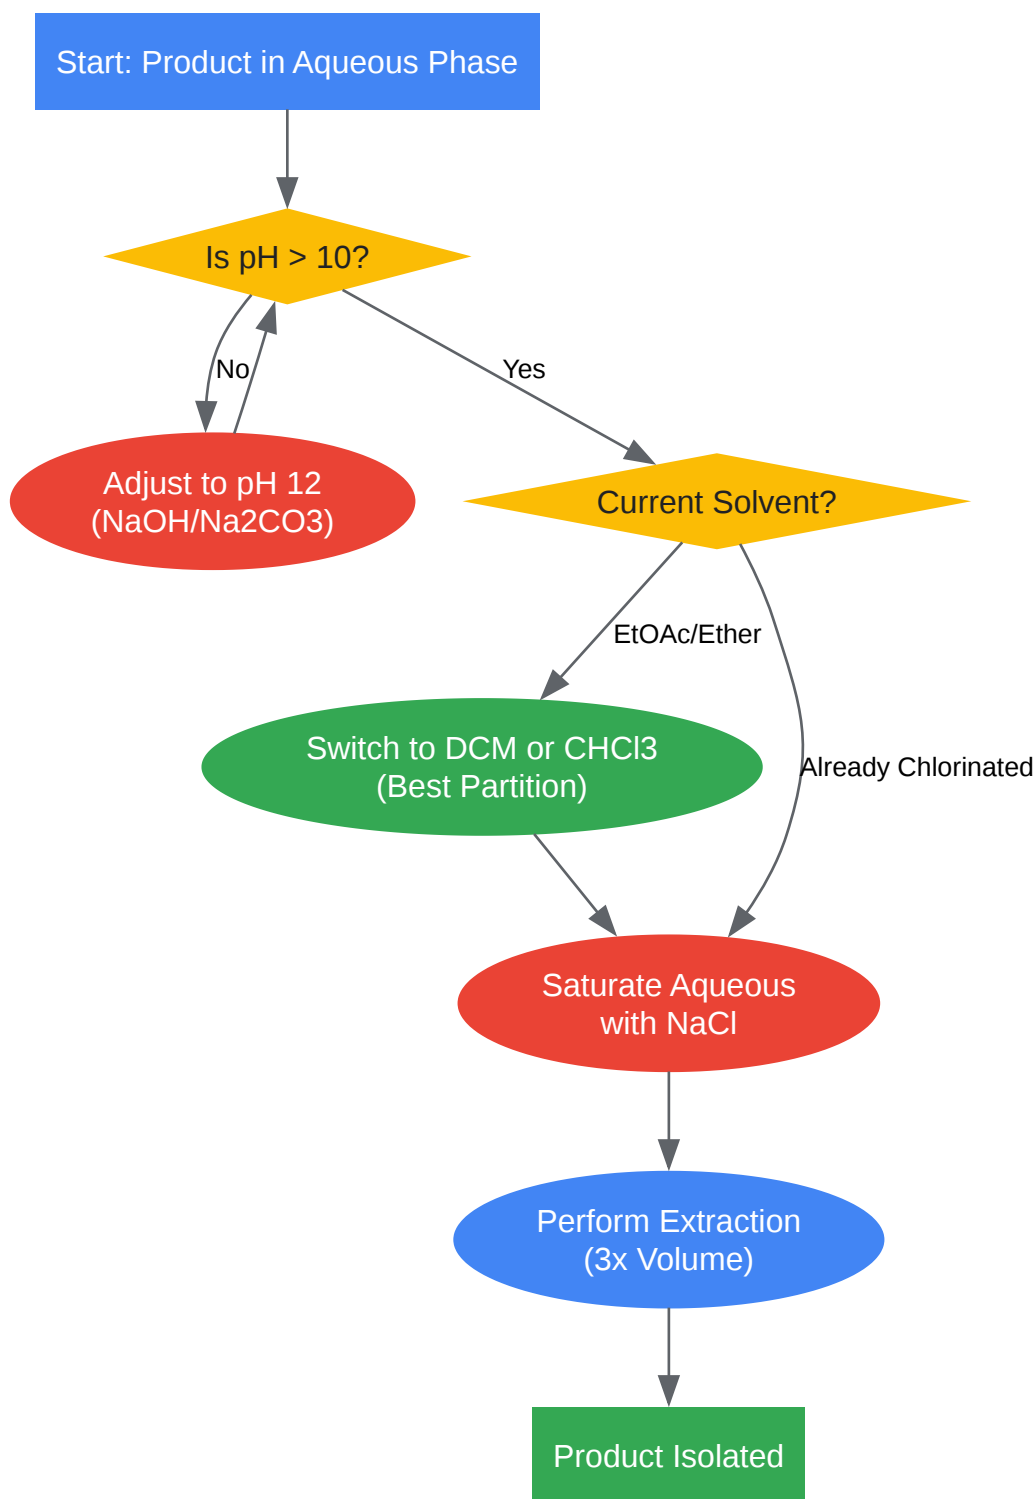 Start: Product in Aqueous Phase
Is pH > 10?
No
Yes
Adjust to pH 12
(NaOH/Na2CO3)
Current Solvent?
EtOAc/Ether
Switch to DCM or CHCl3
(Best Partition)
Already Chlorinated
Saturate Aqueous
with NaCl
Perform Extraction
(3x Volume)
Product Isolated